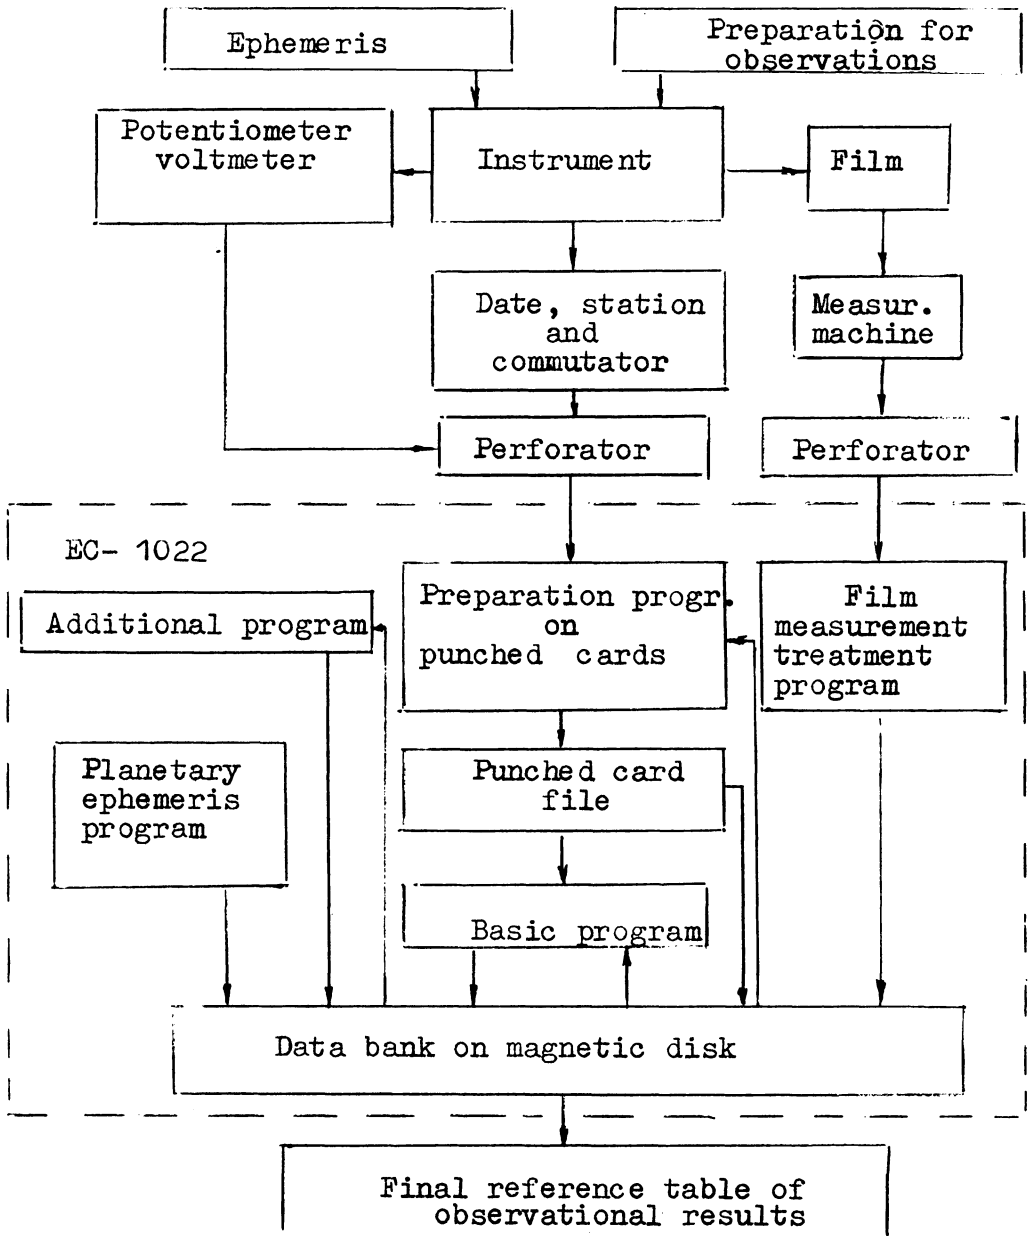 Ephemeris
Preparation for
observations
Potentiometer
voltmeter
Instrument
Film
Date, station
and
commutator
Measur.
machine
Perforator
Perforator
EC- 1022
Additional program
Preparation progr.
on
punched cards
Film
measurement
treatment
program
Planetary
ephemeris
program
Punched card
file
Basic program
Data bank on magnetic disk
Final reference table of
observational results